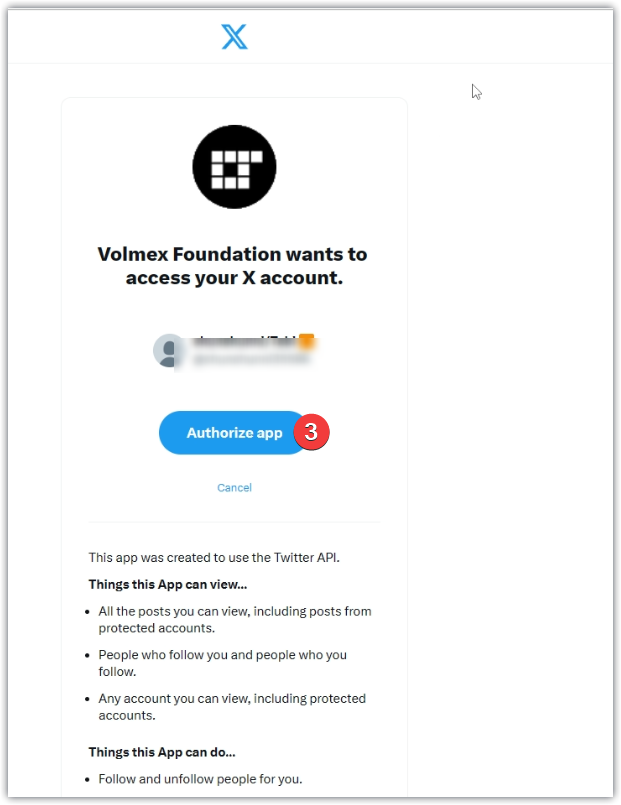 Volmex Foundation wants to
access your X account.
Authorize app
3
Cancel
This app was created to use the Twitter API.
Things this App can view...
• All the posts you can view, including posts from
protected accounts.
• People who follow you and people who you
follow.
• Any account you can view, including protected
accounts.
Things this App can do...
• Follow and unfollow people for you.